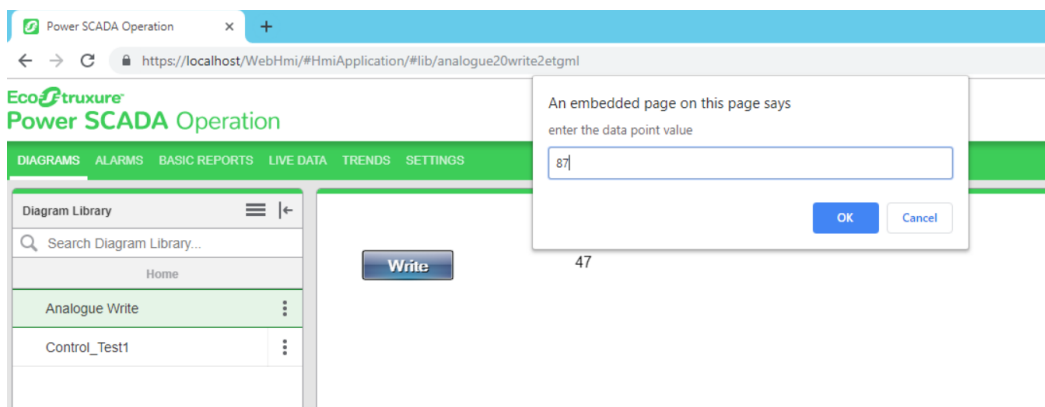 Power SCADA Operation
https://localhost/WebHmi/#HmiApplication/#lib/analogue20write2etgml
EcoStruxure™
Power SCADA Operation
An embedded page on this page says
enter the data point value
87
OK Cancel
DIAGRAMS ALARMS BASIC REPORTS LIVE DATA TRENDS SETTINGS
Diagram Library
Search Diagram Library...
Home
Analogue Write
Control_Test1
Write
47